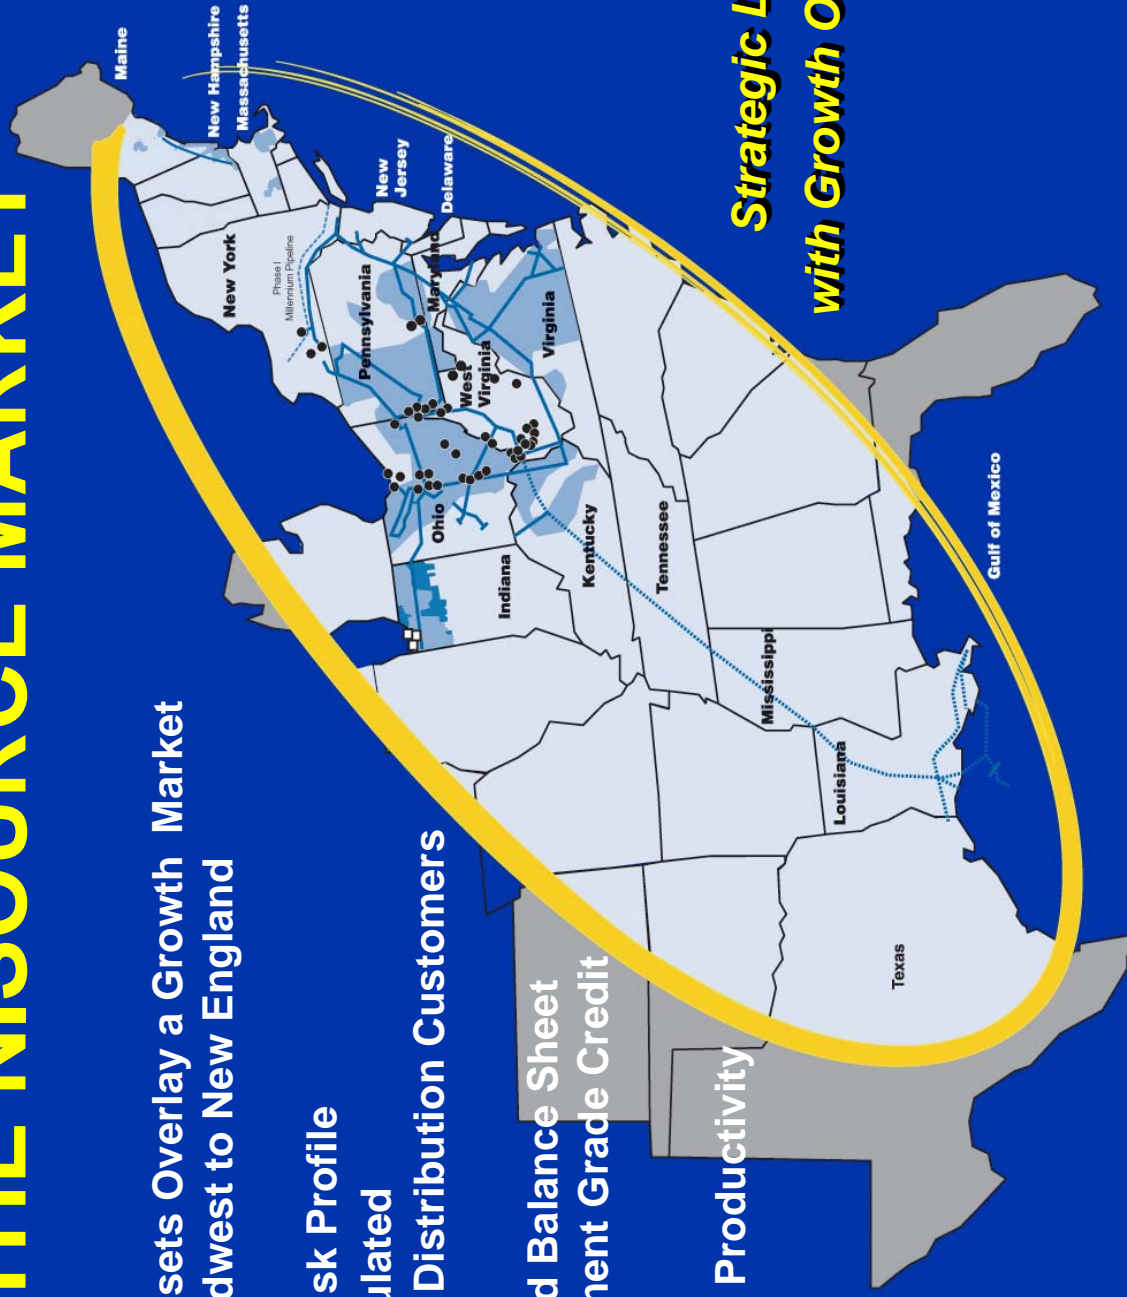 THE NISOURCE MARKET
sets Overlay a Growth Market
dwest to New England
sk Profile
ulated
Distribution Customers
d Balance Sheet
ment Grade Credit
Productivity
Maine
New Hampshire
Massachusetts
New
Jersey
Delaware
New York
Phase I
Millennium Pipeline
Pennsylvania
Maryland
West
Virginia
Virginia
Ohio
Indiana
Kentucky
Tennessee
Mississippi
Louisiana
Texas
Gulf of Mexico
Strategic L
with Growth O